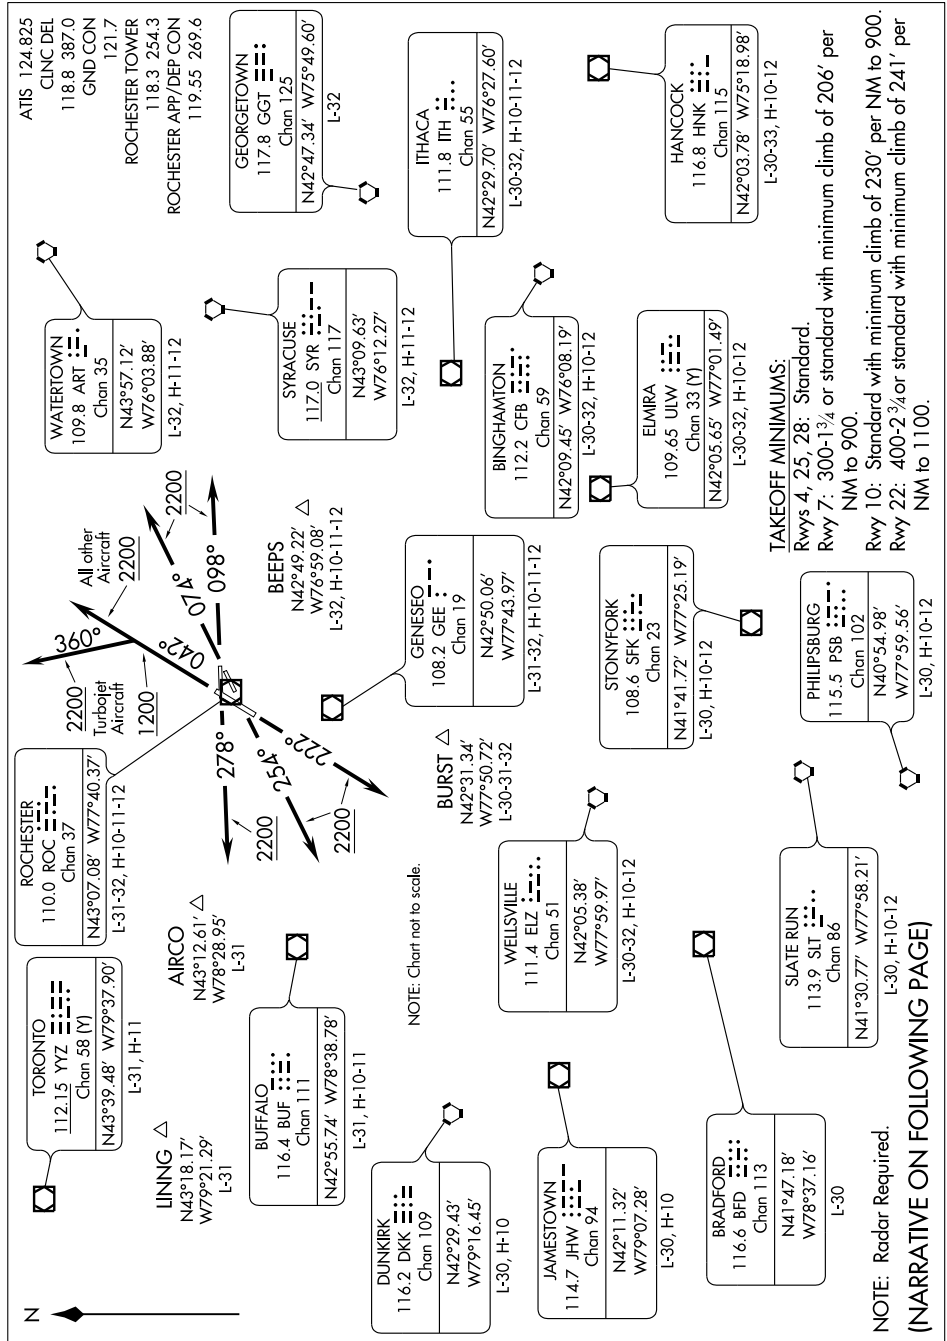 ATIS 124.825
CLNC DEL
118.8 387.0
GND CON
121.7
ROCHESTER TOWER
118.3 254.3
ROCHESTER APP/DEP CON
119.55 269.6
N
TORONTO
112.15 YYZ
Chan 58 (Y)
N43°39.48′ W79°37.90′
L-31, H-11
ROCHESTER
110.0 ROC
Chan 37
N43°07.08′ W77°40.37′
L-31-32, H-10-11-12
WATERTOWN
109.8 ART
Chan 35
N43°57.12′
W76°03.88′
L-32, H-11-12
GEORGETOWN
117.8 GGT
Chan 125
N42°47.34′ W75°49.60′
L-32
LINNG
N43°18.17′
W79°21.29′
L-31
AIRCO
N43°12.61′
W78°28.95′
L-31
2200
Turbojet
Aircraft
1200
360°
All other
Aircraft
2200
042°
074°
098°
2200
278°
254°
222°
2200
2200
SYRACUSE
117.0 SYR
Chan 117
N43°09.63′
W76°12.27′
L-32, H-11-12
BUFFALO
116.4 BUF
Chan 111
N42°55.74′ W78°38.78′
L-31, H-10-11
BEEPS
N42°49.22′
W76°59.08′
L-32, H-10-11-12
ITHACA
111.8 ITH
Chan 55
N42°29.70′ W76°27.60′
L-30-32, H-10-11-12
DUNKIRK
116.2 DKK
Chan 109
N42°29.43′
W79°16.45′
L-30, H-10
NOTE: Chart not to scale.
BURST
N42°31.34′
W77°50.72′
L-30-31-32
GENESEO
108.2 GEE
Chan 19
N42°50.06′
W77°43.97′
L-31-32, H-10-11-12
BINGHAMTON
112.2 CFB
Chan 59
N42°09.45′ W76°08.19′
L-30-32, H-10-12
JAMESTOWN
114.7 JHW
Chan 94
N42°11.32′
W79°07.28′
L-30, H-10
WELLSVILLE
111.4 ELZ
Chan 51
N42°05.38′
W77°59.97′
L-30-32, H-10-12
STONYFORK
108.6 SFK
Chan 23
N41°41.72′ W77°25.19′
L-30, H-10-12
ELMIRA
109.65 ULW
Chan 33 (Y)
N42°05.65′ W77°01.49′
L-30-32, H-10-12
HANCOCK
116.8 HNK
Chan 115
N42°03.78′ W75°18.98′
L-30-33, H-10-12
BRADFORD
116.6 BFD
Chan 113
N41°47.18′
W78°37.16′
L-30
SLATE RUN
113.9 SLT
Chan 86
N41°30.77′ W77°58.21′
L-30, H-10-12
PHILIPSBURG
115.5 PSB
Chan 102
N40°54.98′
W77°59.56′
L-30, H-10-12
TAKEOFF MINIMUMS:
Rwys 4, 25, 28: Standard.
Rwy 7: 300-1¾ or standard with minimum climb of 206′ per
NM to 900.
Rwy 10: Standard with minimum climb of 230′ per NM to 900.
Rwy 22: 400-2¾ or standard with minimum climb of 241′ per
NM to 1100.
NOTE: Radar Required.
(NARRATIVE ON FOLLOWING PAGE)